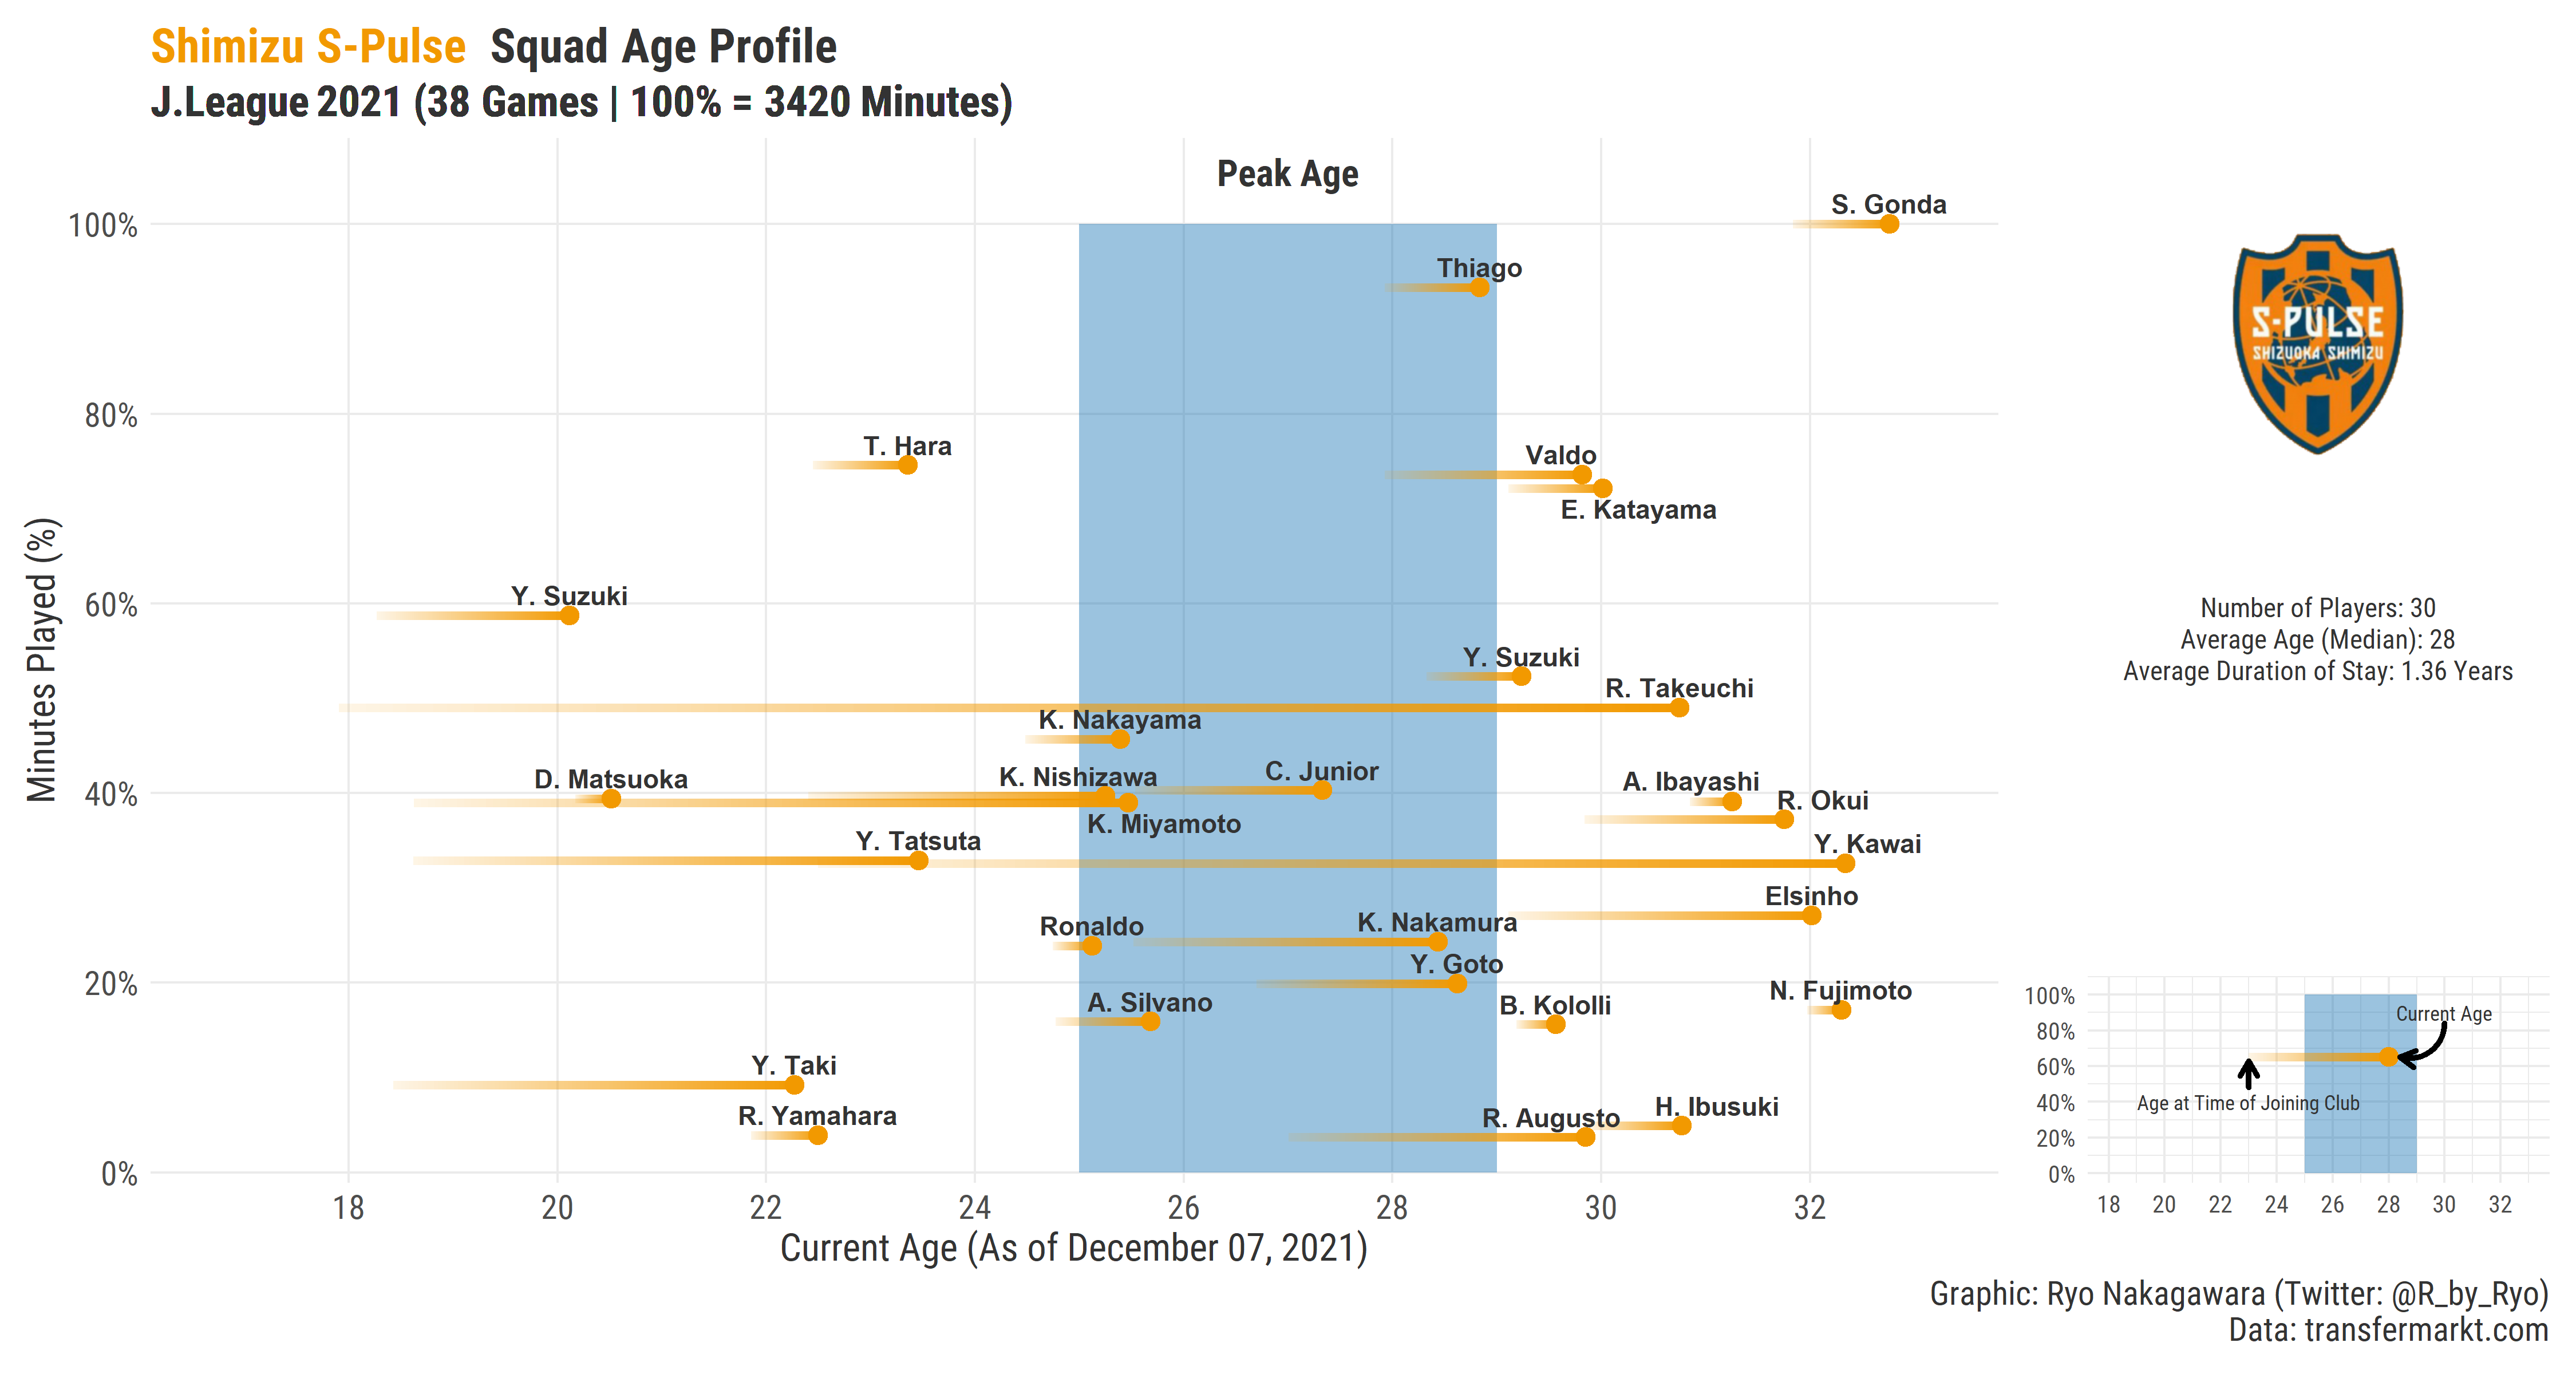 Shimizu S-Pulse Squad Age Profile
J.League 2021 (38 Games | 100% = 3420 Minutes)
Peak Age
Minutes Played (%)
100%
80%
60%
40%
20%
0%
S. Gonda
Thiago
T. Hara
Valdo
E. Katayama
Y. Suzuki
Y. Suzuki
R. Takeuchi
K. Nakayama
D. Matsuoka
K. Nishizawa
C. Junior
A. Ibayashi
R. Okui
K. Miyamoto
Y. Tatsuta
Y. Kawai
Elsinho
Ronaldo
K. Nakamura
Y. Goto
A. Silvano
B. Kololli
N. Fujimoto
Y. Taki
R. Yamahara
R. Augusto
H. Ibusuki
18 20 22 24 26 28 30 32
Current Age (As of December 07, 2021)
S-PULSE
SHIZUOKA SHIMIZU
Number of Players: 30
Average Age (Median): 28
Average Duration of Stay: 1.36 Years
100%
80%
60%
40%
20%
0%
Current Age
Age at Time of Joining Club
18 20 22 24 26 28 30 32
Graphic: Ryo Nakagawara (Twitter: @R_by_Ryo)
Data: transfermarkt.com